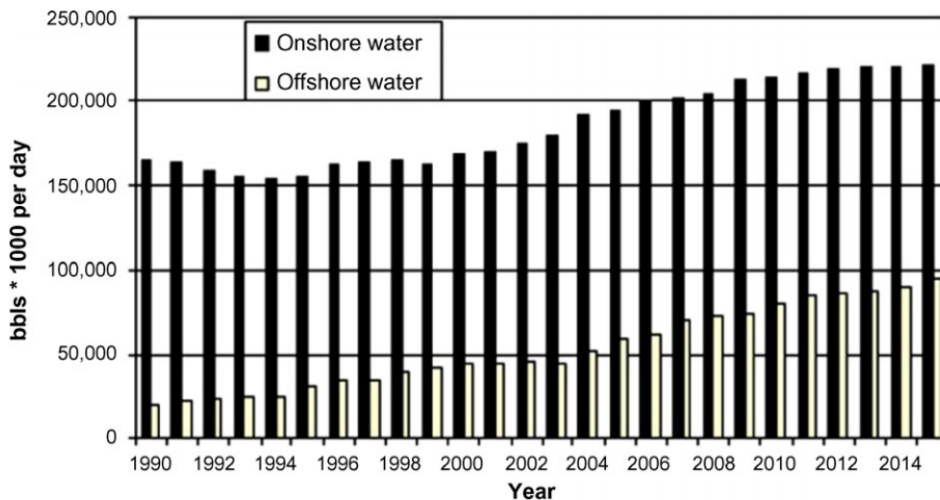 250,000
Onshore water
Offshore water
200,000
150,000
100,000
50,000
0
bbls * 1000 per day
1990 1992 1994 1996 1998 2000 2002 2004 2006 2008 2010 2012 2014
Year